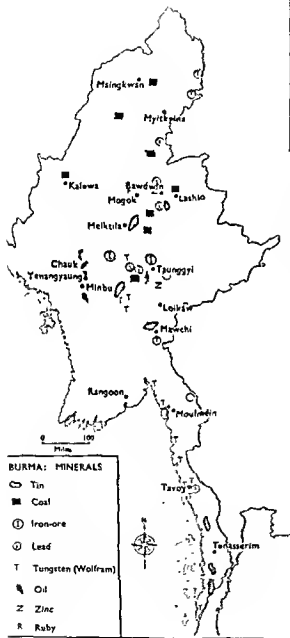 Msingkwan
Myitkyina
Kalewa
Bawdwin
Mogok
Lashio
Meiktila
Chauk
Yenangyaung
Taunggyi
Minbu
Z
T
T
T
Loikaw
Mawchi
Rangoon
T
T
Moulmein
T
T
T
Tavoy
T
Tenasserim
0 100
Miles
N
BURMA: MINERALS
Tin
Coal
Iron-ore
Lead
T Tungsten (Wolfram)
Oil
Z Zinc
R Ruby